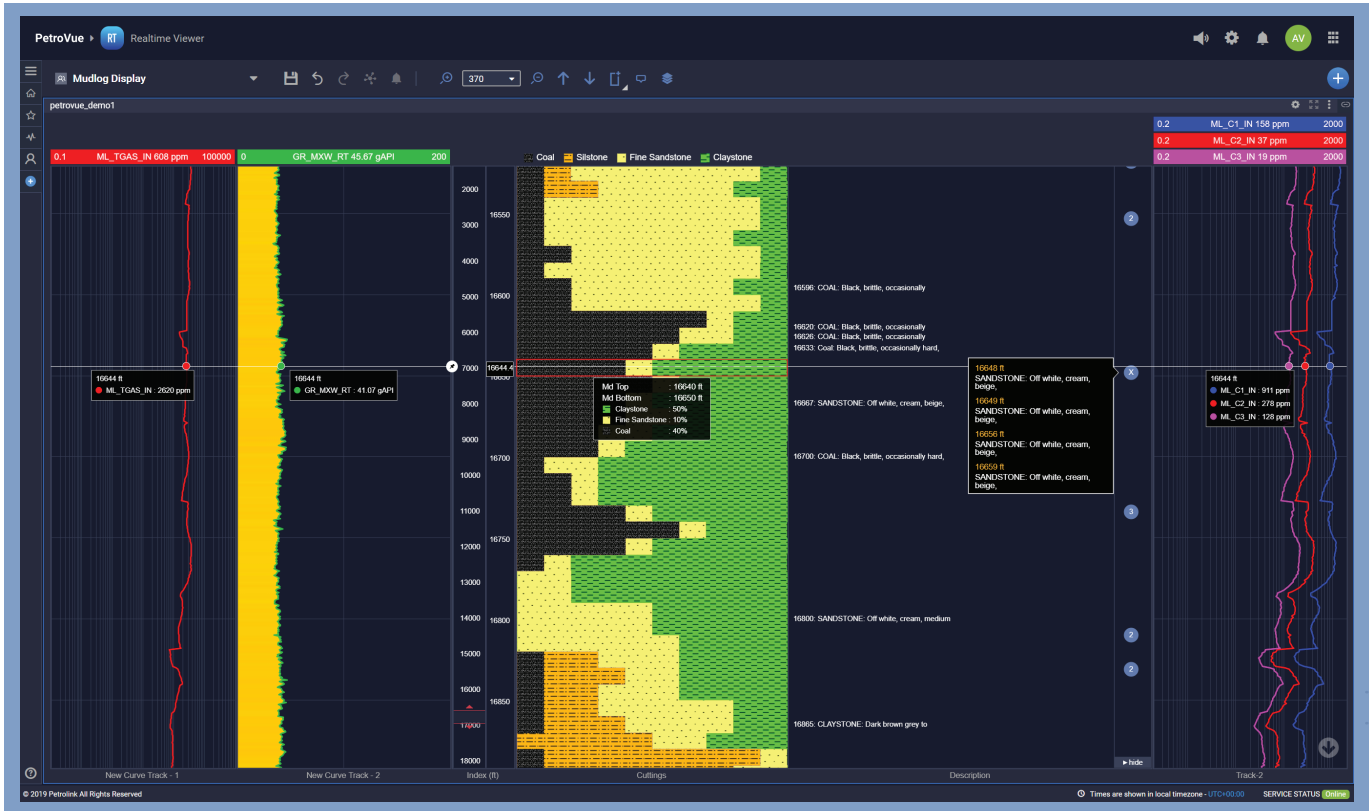 PetroVue RT Realtime Viewer
AV
Mudlog Display
370
petrovue_demo1
0.2 ML_C1_IN 158 ppm 2000
0.2 ML_C2_IN 37 ppm 2000
0.2 ML_C3_IN 19 ppm 2000
0.1 ML_TGAS_IN 608 ppm 100000
0 GR_MXW_RT 45.67 gAPI 200
Coal Silstone Fine Sandstone Claystone
2000
3000
4000
5000
6000
7000
8000
9000
10000
11000
12000
13000
14000
15000
16000
17000
18000
16550
16600
16644.4
16700
16750
16800
16850
16596: COAL: Black, brittle, occasionally
16620: COAL: Black, brittle, occasionally
16626: COAL: Black, brittle, occasionally
16633: Coal: Black, brittle, occasionally hard,
16667: SANDSTONE: Off white, cream, beige,
16700: COAL: Black, brittle, occasionally hard,
16800: SANDSTONE: Off white, cream, medium
16865: CLAYSTONE: Dark brown grey to
16644 ft
ML_TGAS_IN : 2620 ppm
16644 ft
GR_MXW_RT : 41.07 gAPI
Md Top : 16640 ft
Md Bottom : 16650 ft
Claystone : 50%
Fine Sandstone : 10%
Coal : 40%
16648 ft
SANDSTONE: Off white, cream,
beige,
16649 ft
SANDSTONE: Off white, cream,
beige,
16656 ft
SANDSTONE: Off white, cream,
beige,
16659 ft
SANDSTONE: Off white, cream,
beige,
2
X
3
2
2
16644 ft
ML_C1_IN : 911 ppm
ML_C2_IN : 278 ppm
ML_C3_IN : 128 ppm
hide
New Curve Track - 1
New Curve Track - 2
Index (ft)
Cuttings
Description
Track-2
© 2019 Petrolink All Rights Reserved
Times are shown in local timezone - UTC+00:00
SERVICE STATUS Online